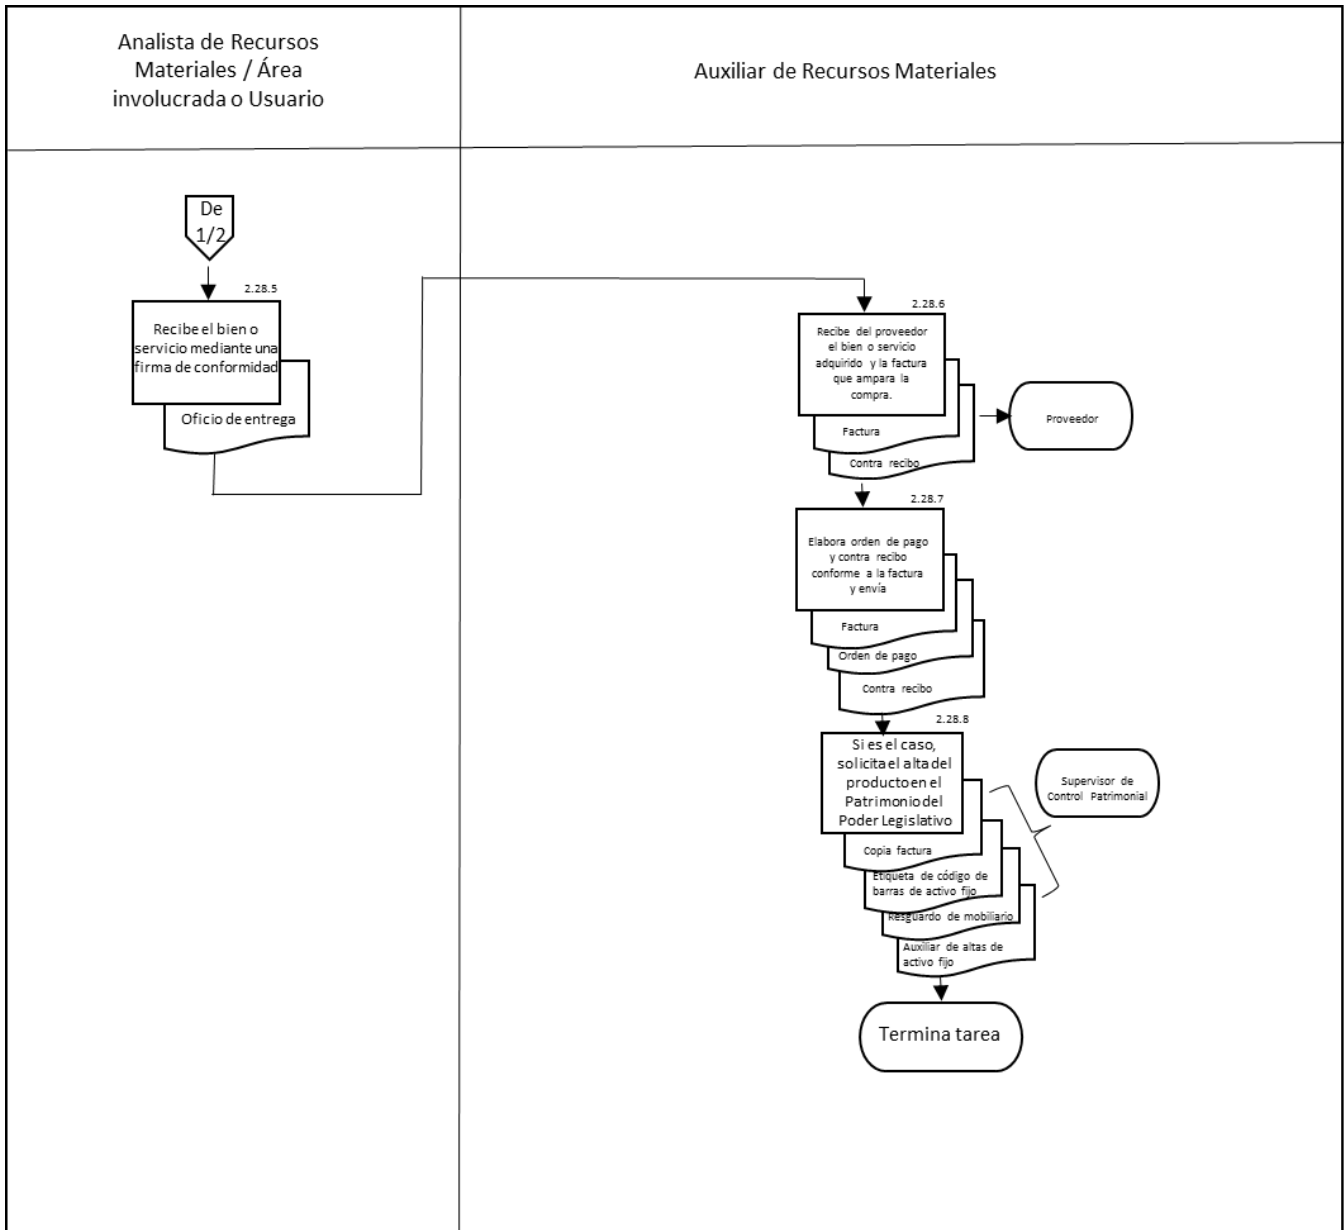 Analista de Recursos
Materiales / Área
involucrada o Usuario
Auxiliar de Recursos Materiales
De
1/2
2.28.5
Recibe el bien o
servicio mediante una
firma de conformidad
Oficio de entrega
2.28.6
Recibe del proveedor
el bien o servicio
adquirido y la factura
que ampara la
compra.
Factura
Contra recibo
Proveedor
2.28.7
Elabora orden de pago
y contra recibo
conforme a la factura
y envía
Factura
Orden de pago
Contra recibo
2.28.8
Si es el caso,
solicita el alta del
producto en el
Patrimonio del
Poder Legislativo
Supervisor de
Control Patrimonial
Copia factura
Etiqueta de código de
barras de activo fijo
Resguardo de mobiliario
Auxiliar de altas de
activo fijo
Termina tarea